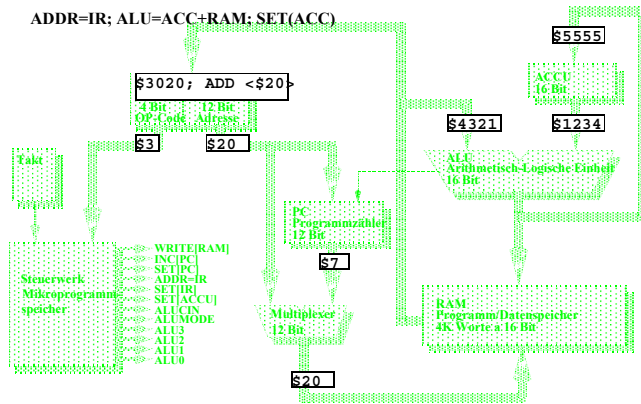 ADDR=IR; ALU=ACC+RAM; SET(ACC)
$5555
$3020; ADD <$20>
ACCU
16 Bit
4 Bit
OP-Code
12 Bit
Adresse
$4321
$1234
$3
$20
Takt
ALU
Arithmetisch-Logische Einheit
16 Bit
PC
Programmzähler
12 Bit
$7
WRITE[RAM]
INC[PC]
SET[PC]
ADDR=IR
SET[IR]
SET[ACCU]
ALUCIN
ALUMODE
ALU3
ALU2
ALU1
ALU0
Steuerwerk
Mikroprogramm-
speicher
Multiplexer
12 Bit
RAM
Programm/Datenspeicher
4K Worte a 16 Bit
$20